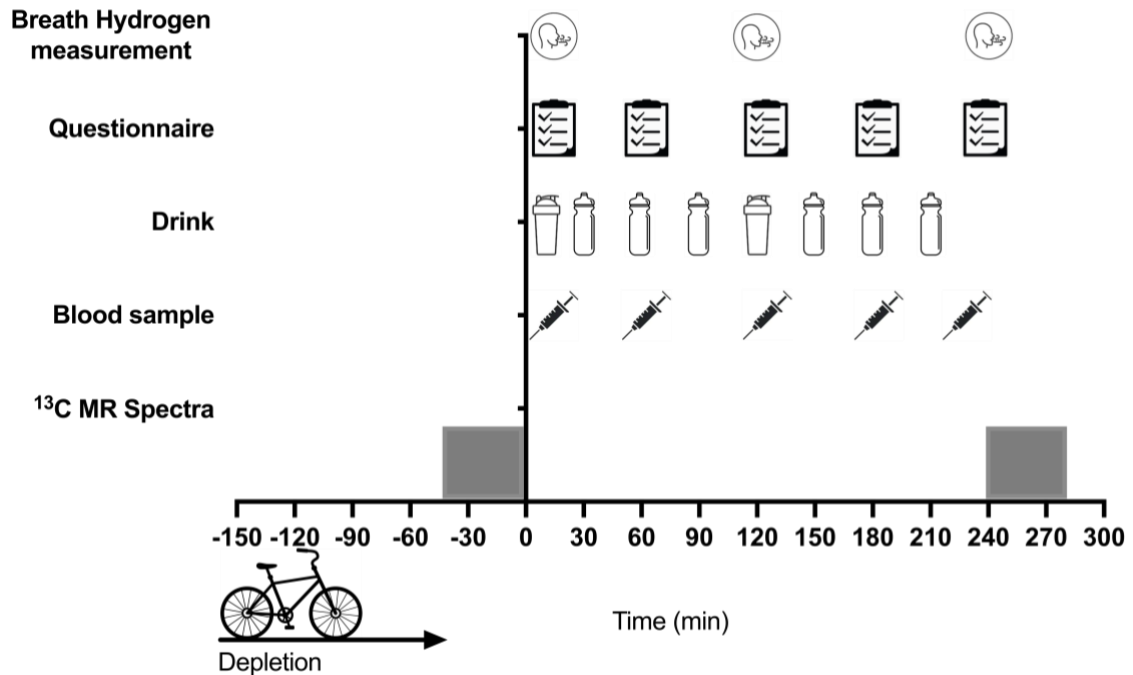 Breath Hydrogen
measurement
Questionnaire
Drink
Blood sample
¹³C MR Spectra
-150 -120 -90 -60 -30 0 30 60 90 120 150 180 210 240 270 300
Time (min)
Depletion